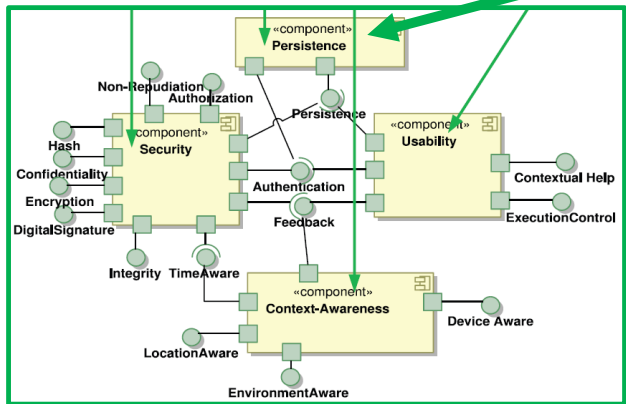 «component»
Persistence
Non-Repudiation
Authorization
Persistence
«component»
Security
«component»
Usability
Hash
Confidentiality
Encryption
DigitalSignature
Authentication
Feedback
Contextual Help
ExecutionControl
Integrity
TimeAware
«component»
Context-Awareness
Device Aware
LocationAware
EnvironmentAware